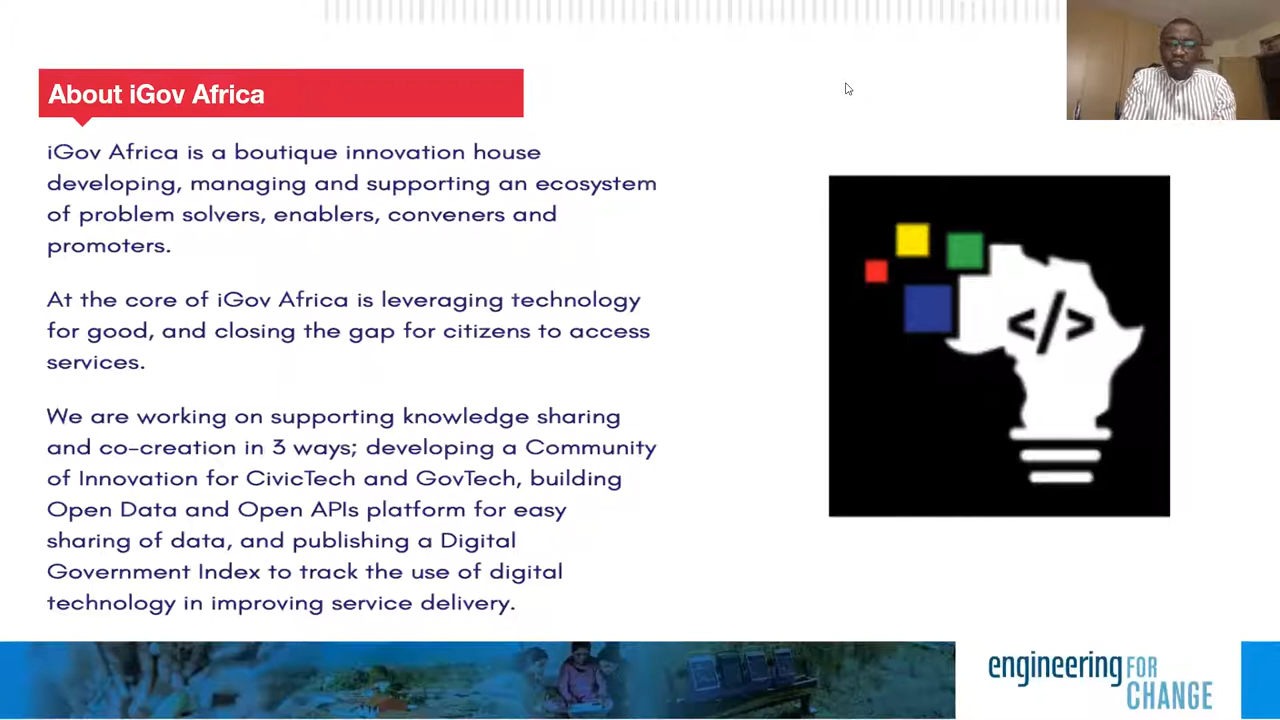 About iGov Africa
iGov Africa is a boutique innovation house
developing, managing and supporting an ecosystem
of problem solvers, enablers, conveners and
promoters.
At the core of iGov Africa is leveraging technology
for good, and closing the gap for citizens to access
services.
We are working on supporting knowledge sharing
and co-creation in 3 ways; developing a Community
of Innovation for CivicTech and GovTech, building
Open Data and Open APIs platform for easy
sharing of data, and publishing a Digital
Government Index to track the use of digital
technology in improving service delivery.
</>
engineering FOR
CHANGE